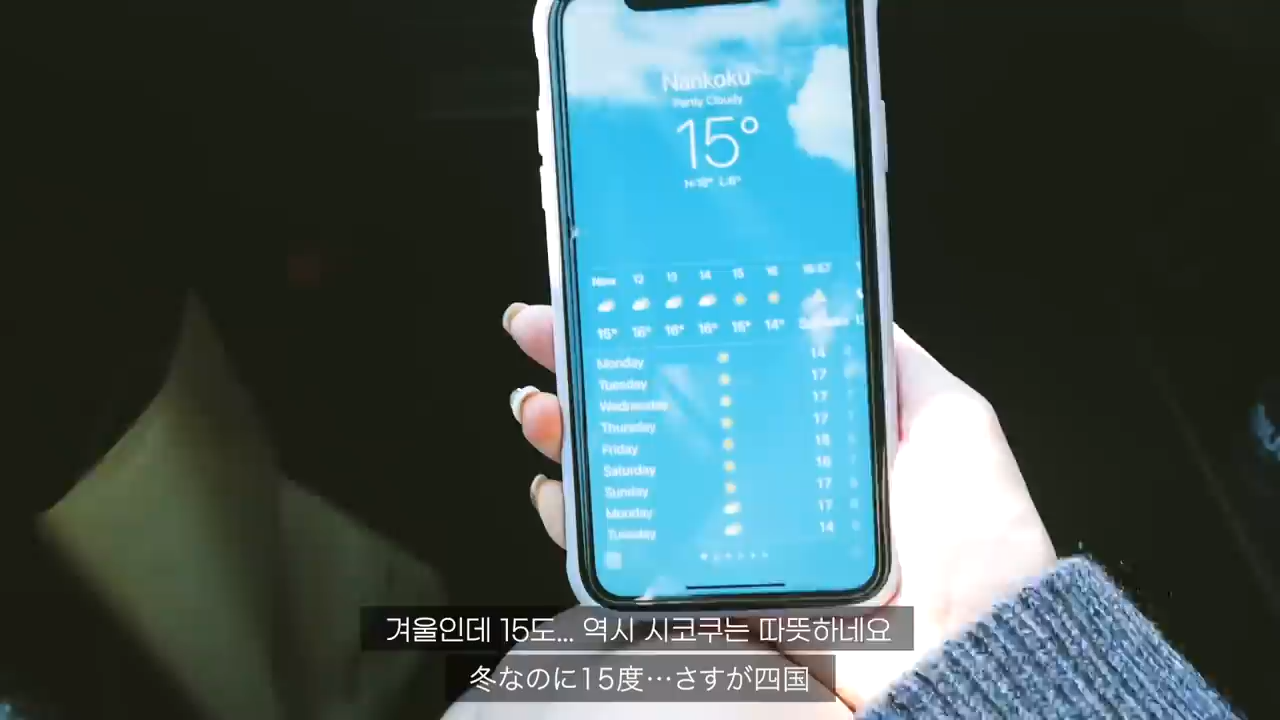 Nankoku
Partly Cloudy
15°
Now 12 13 14 15 16 16:57
15° 16° 16° 16° 15° 14°
Monday 14
Tuesday 17
Wednesday 17
Thursday 17
Friday 18
Saturday 16
Sunday 17
Monday 17
Tuesday 14
겨울인데 15도... 역시 시코쿠는 따뜻하네요
冬なのに15度…さすが四国